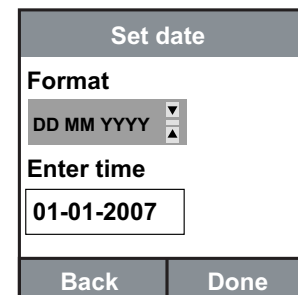 Set date
Format
DD MM YYYY
Enter time
01-01-2007
Back Done